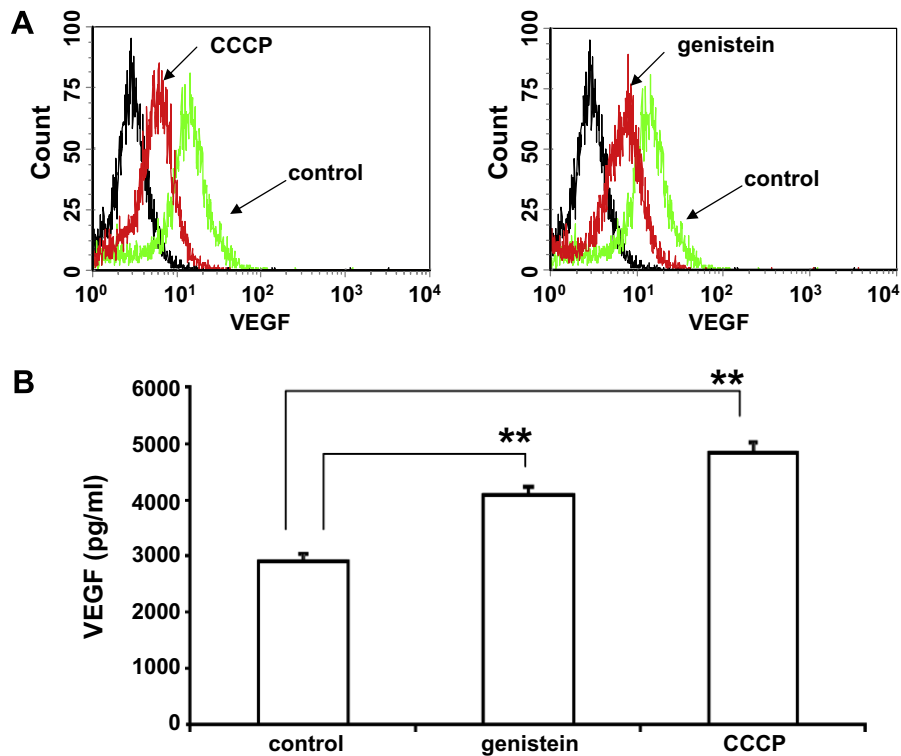 A
Count
100
75
50
25
0
CCCP
control
10⁰ 10¹ 10² 10³ 10⁴
VEGF
Count
100
75
50
25
0
genistein
control
10⁰ 10¹ 10² 10³ 10⁴
VEGF
B
VEGF (pg/ml)
6000
5000
4000
3000
2000
1000
0
**
**
control genistein CCCP